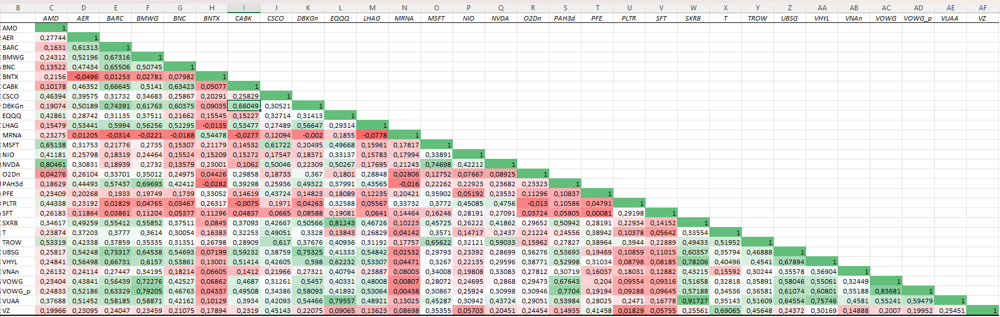 B C D E F G H I J K L M N O P Q R S T U V W X Y Z AA AB AC AD AE AF
AMD AER BARC BMWG BNC BNTX CABK CSCO DBKGn EQQQ LHAG MRNA MSFT NIO NVDA O2Dn PAH3d PFE PLTR SFT SXR8 T TROW UBSG VHYL VNAn VOWG VOWG_p VUAA VZ
AMD 1
AER 0,27744 1
BARC 0,1631 0,61313 1
BMWG 0,24312 0,52196 0,67316 1
BNC 0,13522 0,47434 0,65506 0,50745 1
BNTX 0,2156 -0,0496 0,01253 0,02781 0,07982 1
CABK 0,10178 0,46352 0,66645 0,5141 0,63423 0,05077 1
CSCO 0,46394 0,39575 0,31732 0,34683 0,25867 0,20291 0,25829 1
DBKGn 0,19074 0,50189 0,74391 0,61763 0,60375 0,09035 0,66049 0,30521 1
EQQQ 0,42861 0,28742 0,31135 0,37511 0,21662 0,15545 0,15227 0,32714 0,31413 1
LHAG 0,15479 0,53441 0,5994 0,56256 0,52295 -0,0135 0,53477 0,27489 0,56647 0,29314 1
MRNA 0,23275 0,01205 -0,0314 -0,0221 -0,0188 0,54478 -0,0277 0,12094 -0,002 0,1855 -0,0778 1
MSFT 0,65138 0,31753 0,21776 0,2735 0,15307 0,21179 0,14532 0,61722 0,20495 0,49668 0,15961 0,17817 1
NIO 0,41181 0,25798 0,18319 0,24464 0,15524 0,15209 0,15272 0,17547 0,18371 0,33137 0,15783 0,17994 0,33891 1
NVDA 0,80461 0,30831 0,18939 0,2732 0,13579 0,23001 0,1062 0,50046 0,22309 0,50267 0,17695 0,21243 0,74698 0,42212 1
O2Dn 0,04276 0,26104 0,33701 0,35012 0,24975 0,04426 0,29858 0,18733 0,367 0,1801 0,28848 0,02806 0,12752 0,07667 0,08925 1
PAH3d 0,18629 0,44493 0,57437 0,69693 0,42412 -0,0282 0,39298 0,25936 0,49322 0,37991 0,43565 -0,016 0,22262 0,22923 0,23682 0,23323 1
PFE 0,23409 0,20268 0,1933 0,19749 0,1739 0,33052 0,14619 0,43724 0,14823 0,18089 0,12235 0,20421 0,35902 0,05192 0,23532 0,11296 0,10837 1
PLTR 0,44338 0,23192 0,02829 0,04765 0,03467 0,26317 -0,0075 0,1971 0,04263 0,32588 0,05567 0,33732 0,3772 0,45085 0,4756 -0,013 0,10586 0,04791 1
SFT 0,26183 0,11864 0,03861 0,11204 0,05377 0,11296 0,04837 0,0665 0,08588 0,19081 0,0641 0,14464 0,16246 0,28191 0,27091 0,03724 0,05805 0,00081 0,29198 1
SXR8 0,34617 0,49259 0,55412 0,55852 0,37511 0,0845 0,37093 0,42667 0,50566 0,81243 0,46726 0,10223 0,45725 0,26222 0,41862 0,29652 0,50942 0,28191 0,22934 0,14152 1
T 0,23874 0,37203 0,3777 0,3614 0,30054 0,16383 0,32253 0,49051 0,3328 0,13843 0,26829 0,04142 0,3571 0,14717 0,2437 0,21224 0,24556 0,38942 0,10378 0,05642 0,33554 1
TROW 0,53319 0,42338 0,37859 0,35335 0,31351 0,26798 0,28909 0,617 0,37676 0,40936 0,31192 0,17757 0,65622 0,32121 0,59033 0,15962 0,27827 0,38964 0,3944 0,22889 0,49433 0,51952 1
UBSG 0,25817 0,54248 0,73317 0,64538 0,54693 0,07199 0,59232 0,38759 0,75325 0,41333 0,54842 0,02532 0,29793 0,23392 0,28699 0,36276 0,53693 0,19469 0,10859 0,11015 0,60357 0,35794 0,46888 1
VHYL 0,24841 0,56498 0,66731 0,6157 0,53861 0,13001 0,51414 0,42605 0,598 0,62232 0,53307 0,04471 0,3267 0,22135 0,29596 0,38771 0,52998 0,31034 0,08798 0,08185 0,78206 0,40496 0,4541 0,67894 1
VNAn 0,26132 0,24114 0,27447 0,34195 0,18214 0,06605 0,1412 0,21966 0,27321 0,40794 0,23887 0,08003 0,34008 0,19808 0,33083 0,27812 0,30719 0,16037 0,18031 0,12882 0,43215 0,15592 0,30244 0,35578 0,36904 1
VOWG 0,23404 0,43841 0,56439 0,72276 0,42527 0,06862 0,4687 0,31261 0,5457 0,40331 0,48008 0,00807 0,28072 0,24695 0,2868 0,29473 0,67643 0,204 0,09554 0,09316 0,51658 0,32818 0,35891 0,58046 0,55061 0,32449 1
VOWG_p 0,24833 0,52186 0,63329 0,79205 0,46763 0,04337 0,49508 0,34386 0,58093 0,41892 0,53064 0,00438 0,30867 0,25924 0,30998 0,30946 0,7704 0,19194 0,09288 0,09645 0,57188 0,34536 0,36581 0,61074 0,60801 0,35188 0,83681 1
VUAA 0,37688 0,51452 0,58185 0,58871 0,42162 0,10129 0,3934 0,42093 0,54466 0,79557 0,48921 0,13025 0,45287 0,30942 0,43724 0,29051 0,53984 0,28025 0,2471 0,16778 0,91727 0,35143 0,51609 0,64554 0,75746 0,4581 0,55241 0,59479 1
VZ 0,19966 0,23095 0,24047 0,23459 0,21075 0,17894 0,2319 0,45143 0,22075 0,09065 0,13623 0,08698 0,35355 0,05703 0,20451 0,24454 0,14935 0,41458 0,01829 0,05755 0,25561 0,69065 0,45648 0,24372 0,30169 0,14888 0,2007 0,19952 0,25451 1